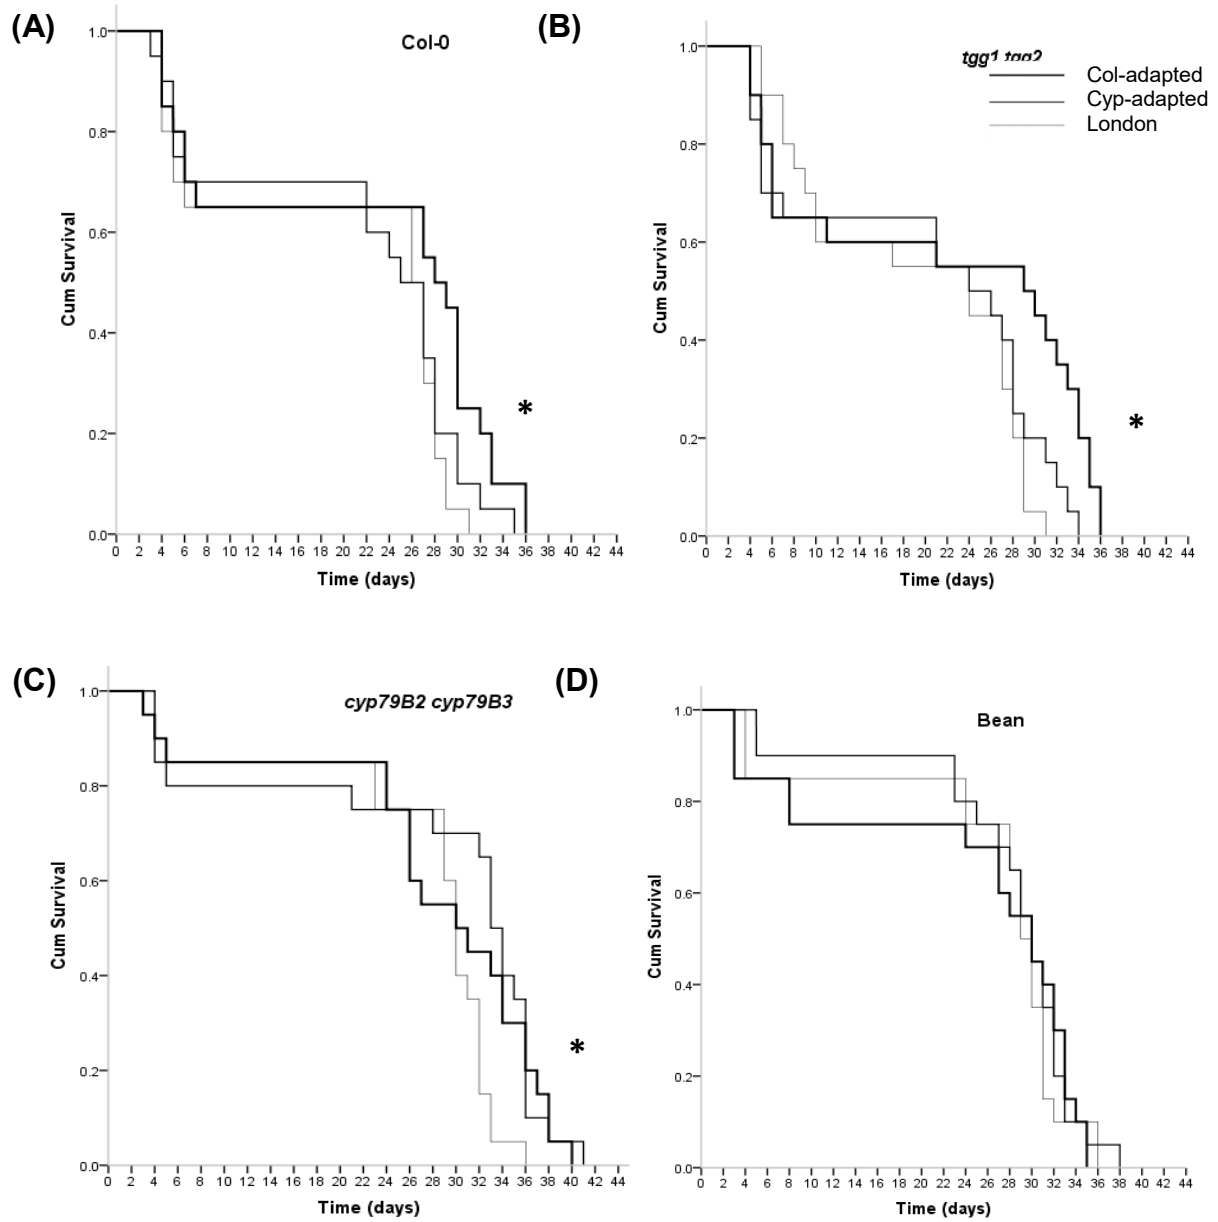 (A)
Col-0
1.0
0.8
0.6
0.4
0.2
0.0
Cum Survival
0 2 4 6 8 10 12 14 16 18 20 22 24 26 28 30 32 34 36 38 40 42 44
Time (days)
*
(B)
tgg1 tgg2
Col-adapted
Cyp-adapted
London
1.0
0.8
0.6
0.4
0.2
0.0
Cum Survival
0 2 4 6 8 10 12 14 16 18 20 22 24 26 28 30 32 34 36 38 40 42 44
Time (days)
*
(C)
cyp79B2 cyp79B3
1.0
0.8
0.6
0.4
0.2
0.0
Cum Survival
0 2 4 6 8 10 12 14 16 18 20 22 24 26 28 30 32 34 36 38 40 42 44
Time (days)
*
(D)
Bean
1.0
0.8
0.6
0.4
0.2
0.0
Cum Survival
0 2 4 6 8 10 12 14 16 18 20 22 24 26 28 30 32 34 36 38 40 42 44
Time (days)